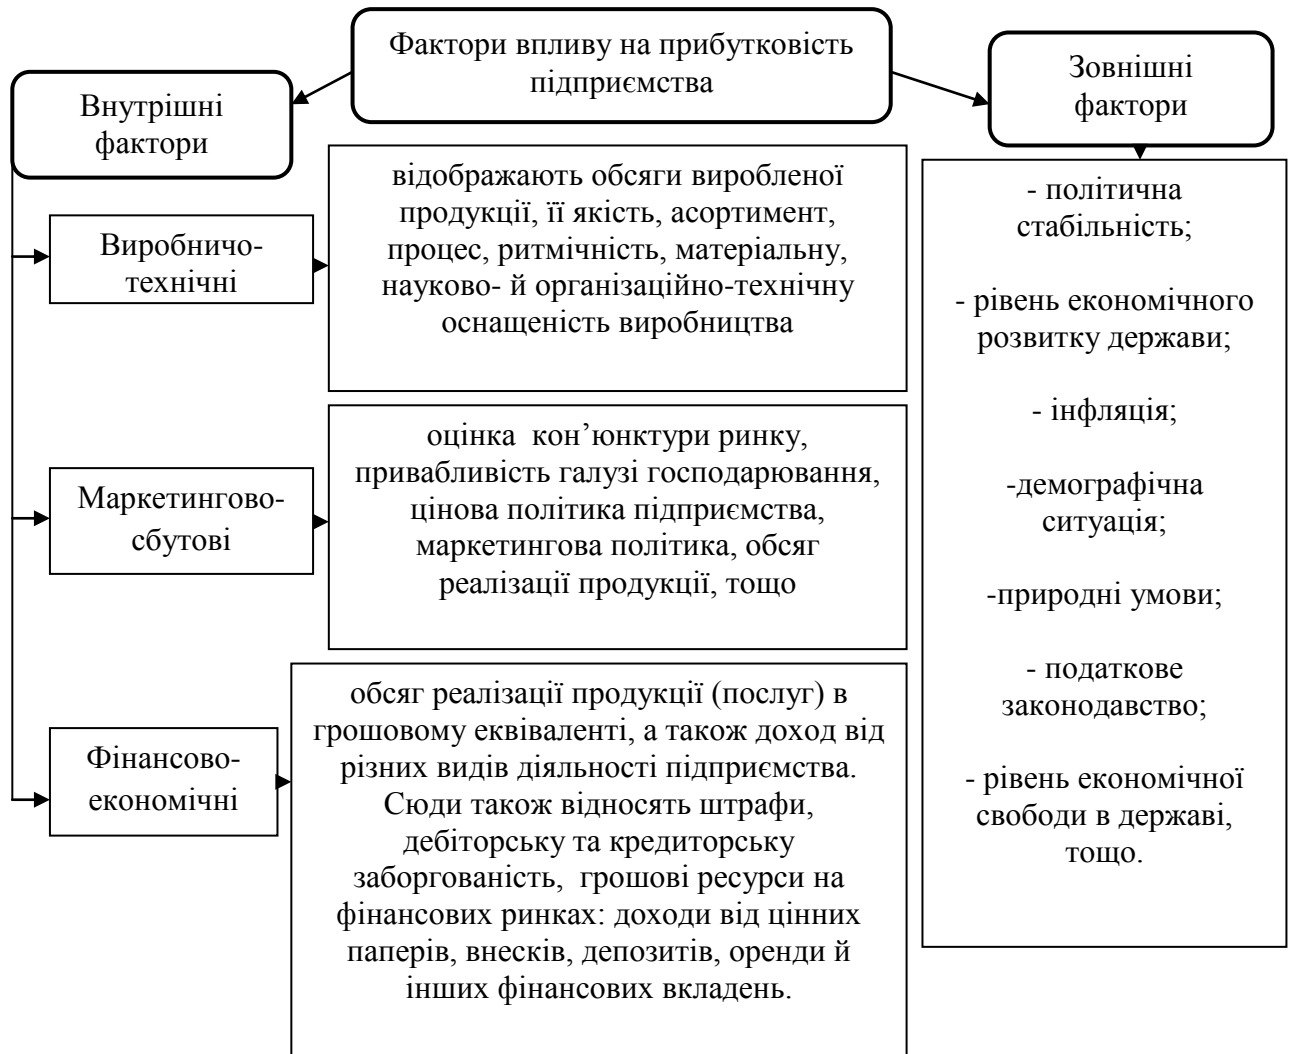 Фактори впливу на прибутковість
підприємства
Внутрішні
фактори
Зовнішні
фактори
Виробничо-
технічні
відображають обсяги виробленої
продукції, її якість, асортимент,
процес, ритмічність, матеріальну,
науково- й організаційно-технічну
оснащеність виробництва
Маркетингово-
сбутові
оцінка кон’юнктури ринку,
привабливість галузі господарювання,
цінова політика підприємства,
маркетингова політика, обсяг
реалізації продукції, тощо
Фінансово-
економічні
обсяг реалізації продукції (послуг) в
грошовому еквіваленті, а також доход від
різних видів діяльності підприємства.
Сюди також відносять штрафи,
дебіторську та кредиторську
заборгованість, грошові ресурси на
фінансових ринках: доходи від цінних
паперів, внесків, депозитів, оренди й
інших фінансових вкладень.
- політична
стабільність;
- рівень економічного
розвитку держави;
- інфляція;
-демографічна
ситуація;
-природні умови;
- податкове
законодавство;
- рівень економічної
свободи в державі,
тощо.